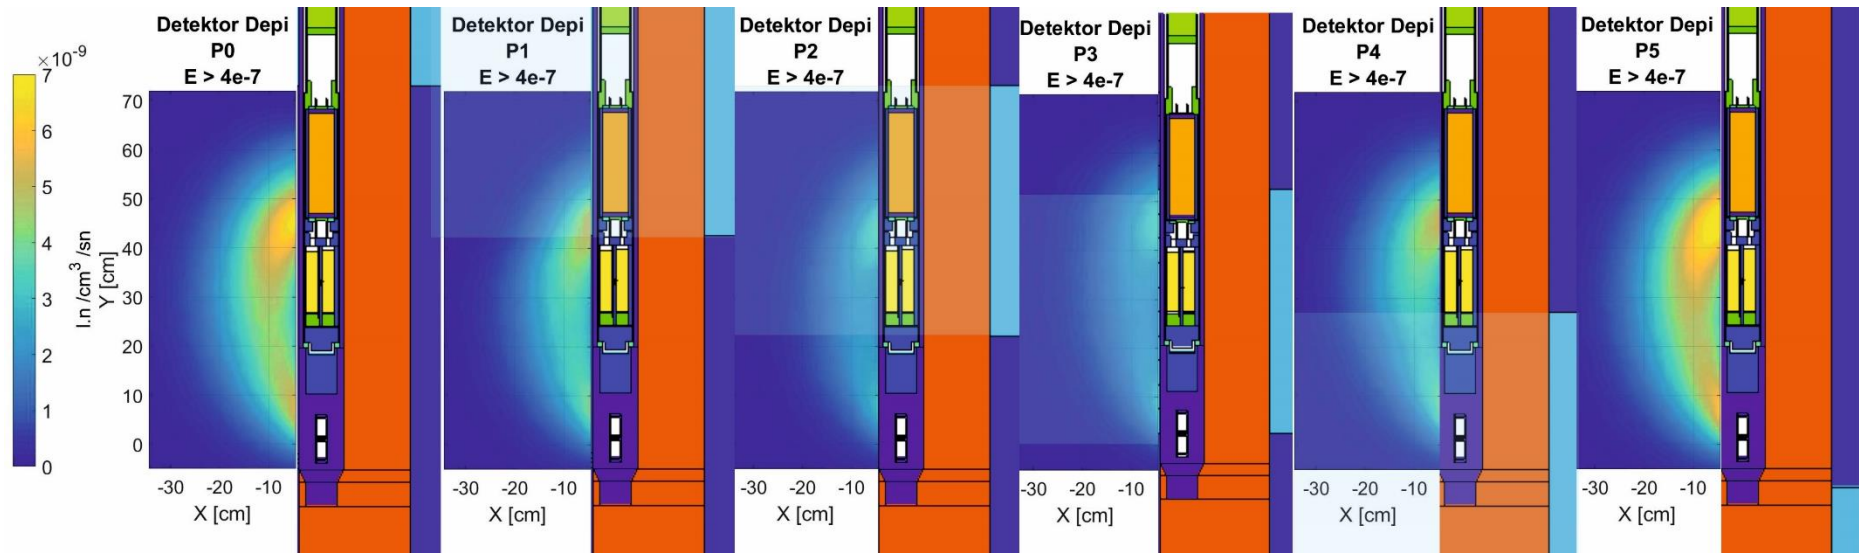 Detektor Depi
P0
E > 4e-7
Detektor Depi
P1
E > 4e-7
Detektor Depi
P2
E > 4e-7
Detektor Depi
P3
E > 4e-7
Detektor Depi
P4
E > 4e-7
Detektor Depi
P5
E > 4e-7
×10⁻⁹
7
6
5
4
3
2
1
0
I.n /cm³ /sn
Y [cm]
70
60
50
40
30
20
10
0
-30 -20 -10
X [cm]
-30 -20 -10
X [cm]
-30 -20 -10
X [cm]
-30 -20 -10
X [cm]
-30 -20 -10
X [cm]
-30 -20 -10
X [cm]